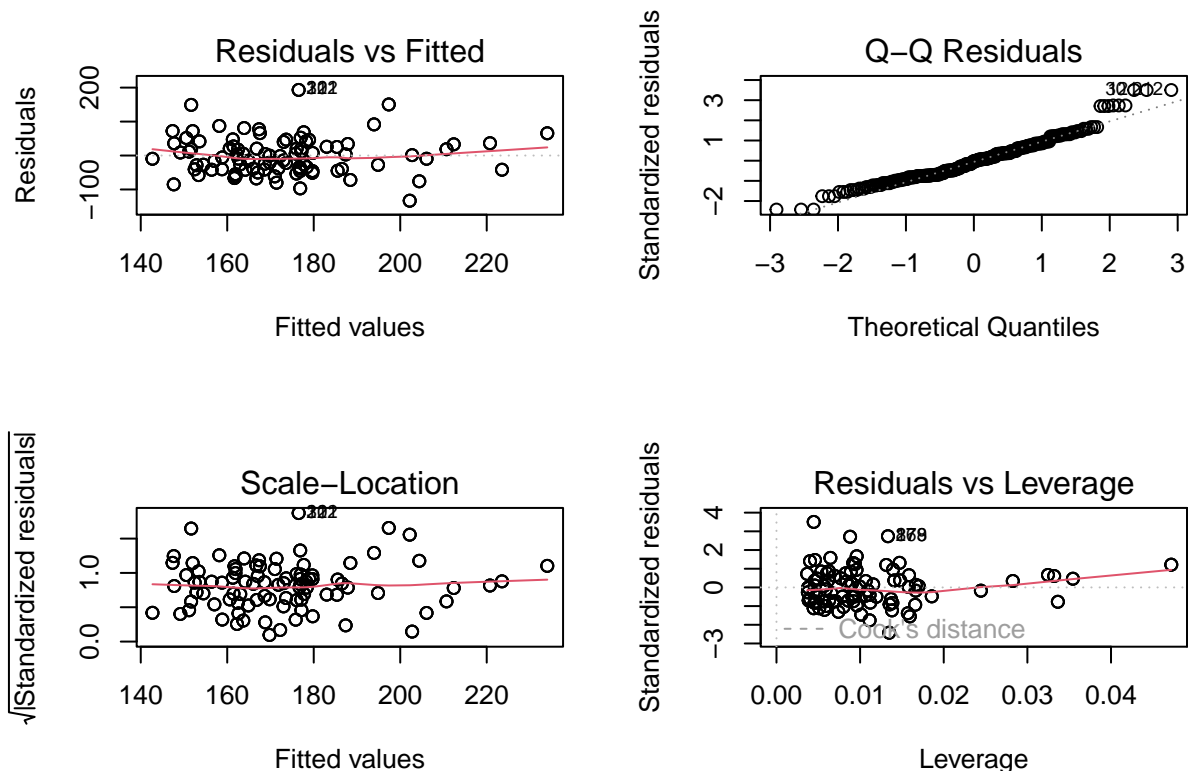 Residuals vs Fitted
Residuals
200
−100
140 160 180 200 220
Fitted values
Q−Q Residuals
Standardized residuals
3
1
−2
−3 −2 −1 0 1 2 3
Theoretical Quantiles
Scale−Location
√|Standardized residuals|
1.0
0.0
140 160 180 200 220
Fitted values
Residuals vs Leverage
Standardized residuals
4
2
0
−3
Cook's distance
0.00 0.01 0.02 0.03 0.04
Leverage